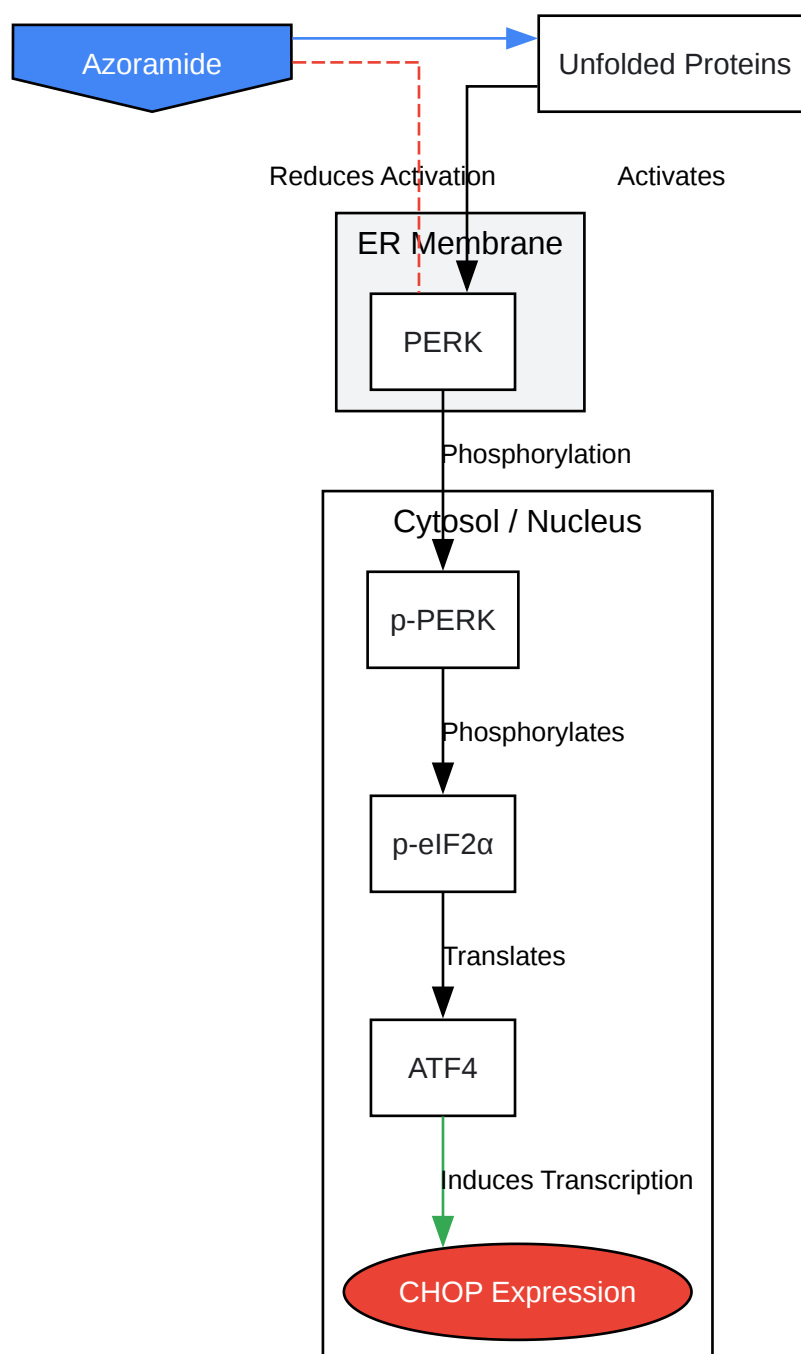 Azoramide
Unfolded Proteins
Reduces Activation
Activates
ER Membrane
PERK
Phosphorylation
Cytosol / Nucleus
p-PERK
Phosphorylates
p-eIF2α
Translates
ATF4
Induces Transcription
CHOP Expression